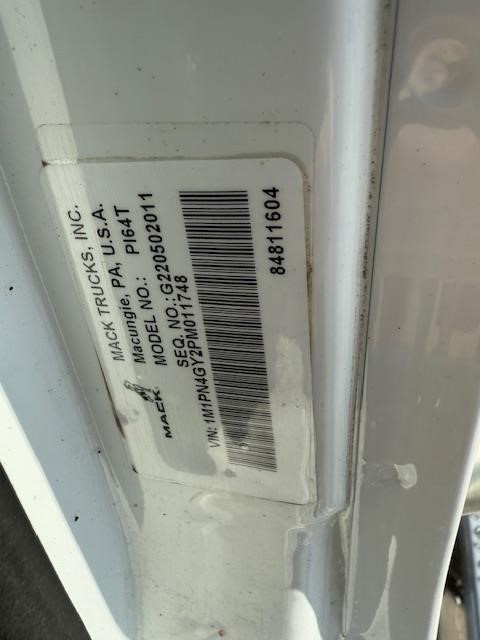 MACK TRUCKS, INC.
Macungie, PA, U.S.A.
MODEL NO.: PI64T
SEQ. NO.:G220502011
VIN: 1M1PN4GY2PM011748
84811604
MACK